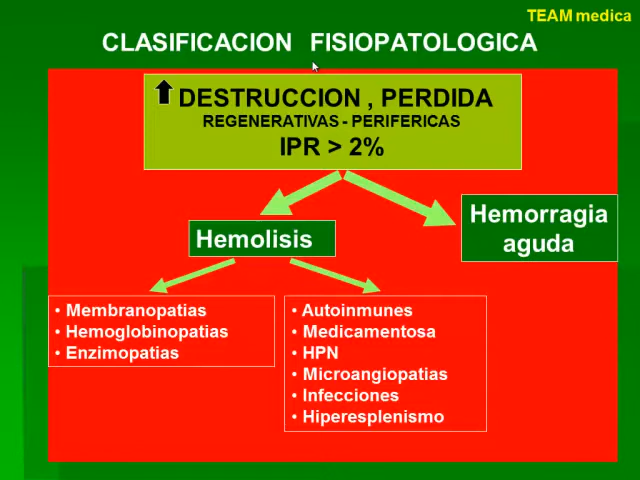 TEAM medica
CLASIFICACION FISIOPATOLOGICA
DESTRUCCION , PERDIDA
REGENERATIVAS - PERIFERICAS
IPR > 2%
Hemorragia
aguda
Hemolisis
• Membranopatias
• Hemoglobinopatias
• Enzimopatias
• Autoinmunes
• Medicamentosa
• HPN
• Microangiopatias
• Infecciones
• Hiperesplenismo